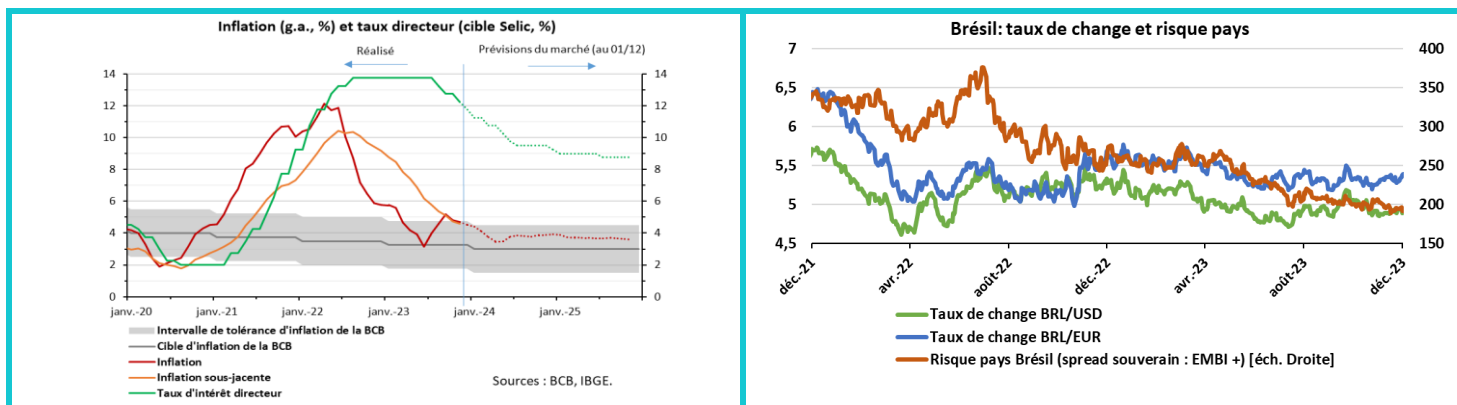 Inflation (g.a., %) et taux directeur (cible Selic, %)
Réalisé
Prévisions du marché (au 01/12)
14 14
12 12
10 10
8 8
6 6
4 4
2 2
0 0
janv.-20 janv.-21 janv.-22 janv.-23 janv.-24 janv.-25
Intervalle de tolérance d'inflation de la BCB
Cible d'inflation de la BCB
Inflation
Inflation sous-jacente
Taux d'intérêt directeur
Sources : BCB, IBGE.
Brésil: taux de change et risque pays
7 400
6,5 350
6 300
5,5 250
5 200
4,5 150
déc.-21 avr.-22 août-22 déc.-22 avr.-23 août-23 déc.-23
Taux de change BRL/USD
Taux de change BRL/EUR
Risque pays Brésil (spread souverain : EMBI +) [éch. Droite]